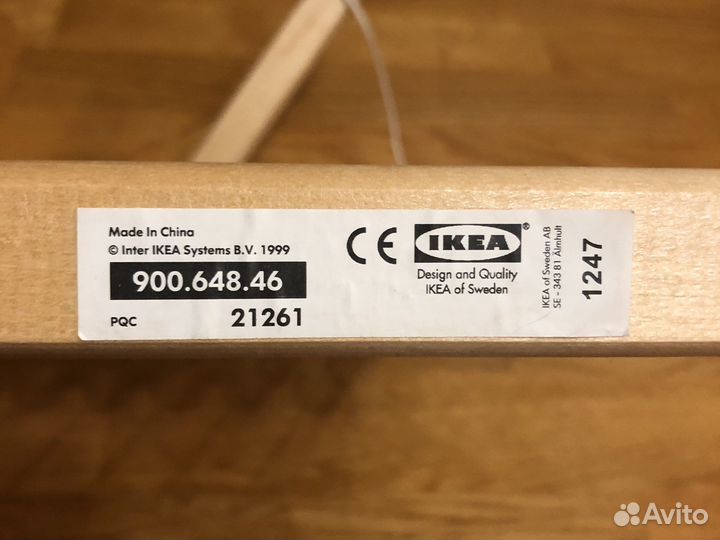 Made In China
© Inter IKEA Systems B.V. 1999
900.648.46
PQC 21261
CE
IKEA®
Design and Quality
IKEA of Sweden
IKEA of Sweden AB
SE - 343 81 Älmhult
1247
Avito